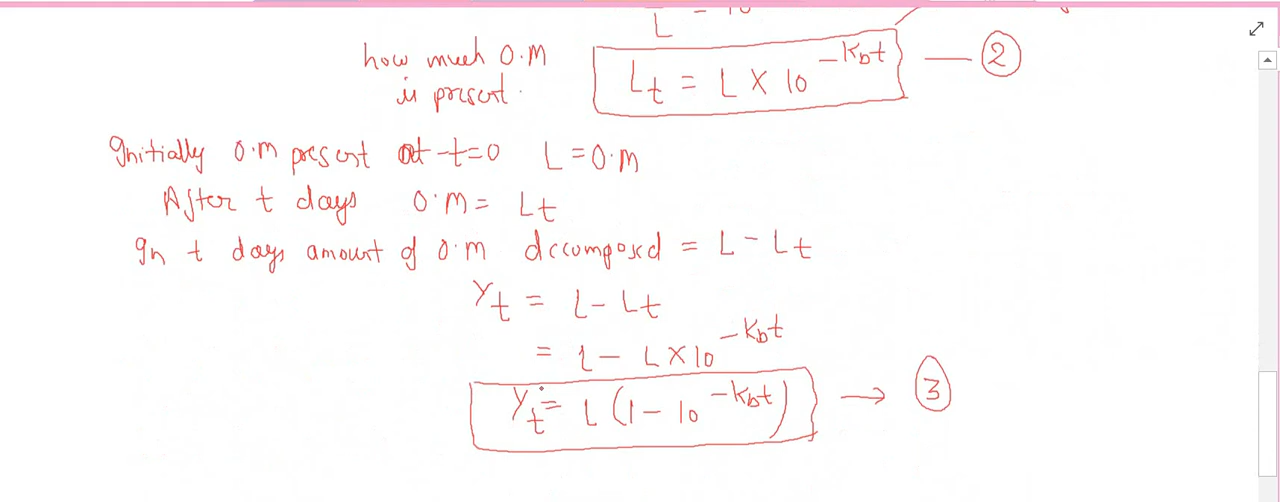 L = 10
how much O.M
is present.
Lt = L X 10^-Kbt — ②
Initially O.M present at t=0 L = O.M
After t days O.M = Lt
In t days amount of O.M decomposed = L - Lt
Yt = L - Lt
= L - L X 10^-Kbt
Yt = L (1 - 10^-Kbt) → ③